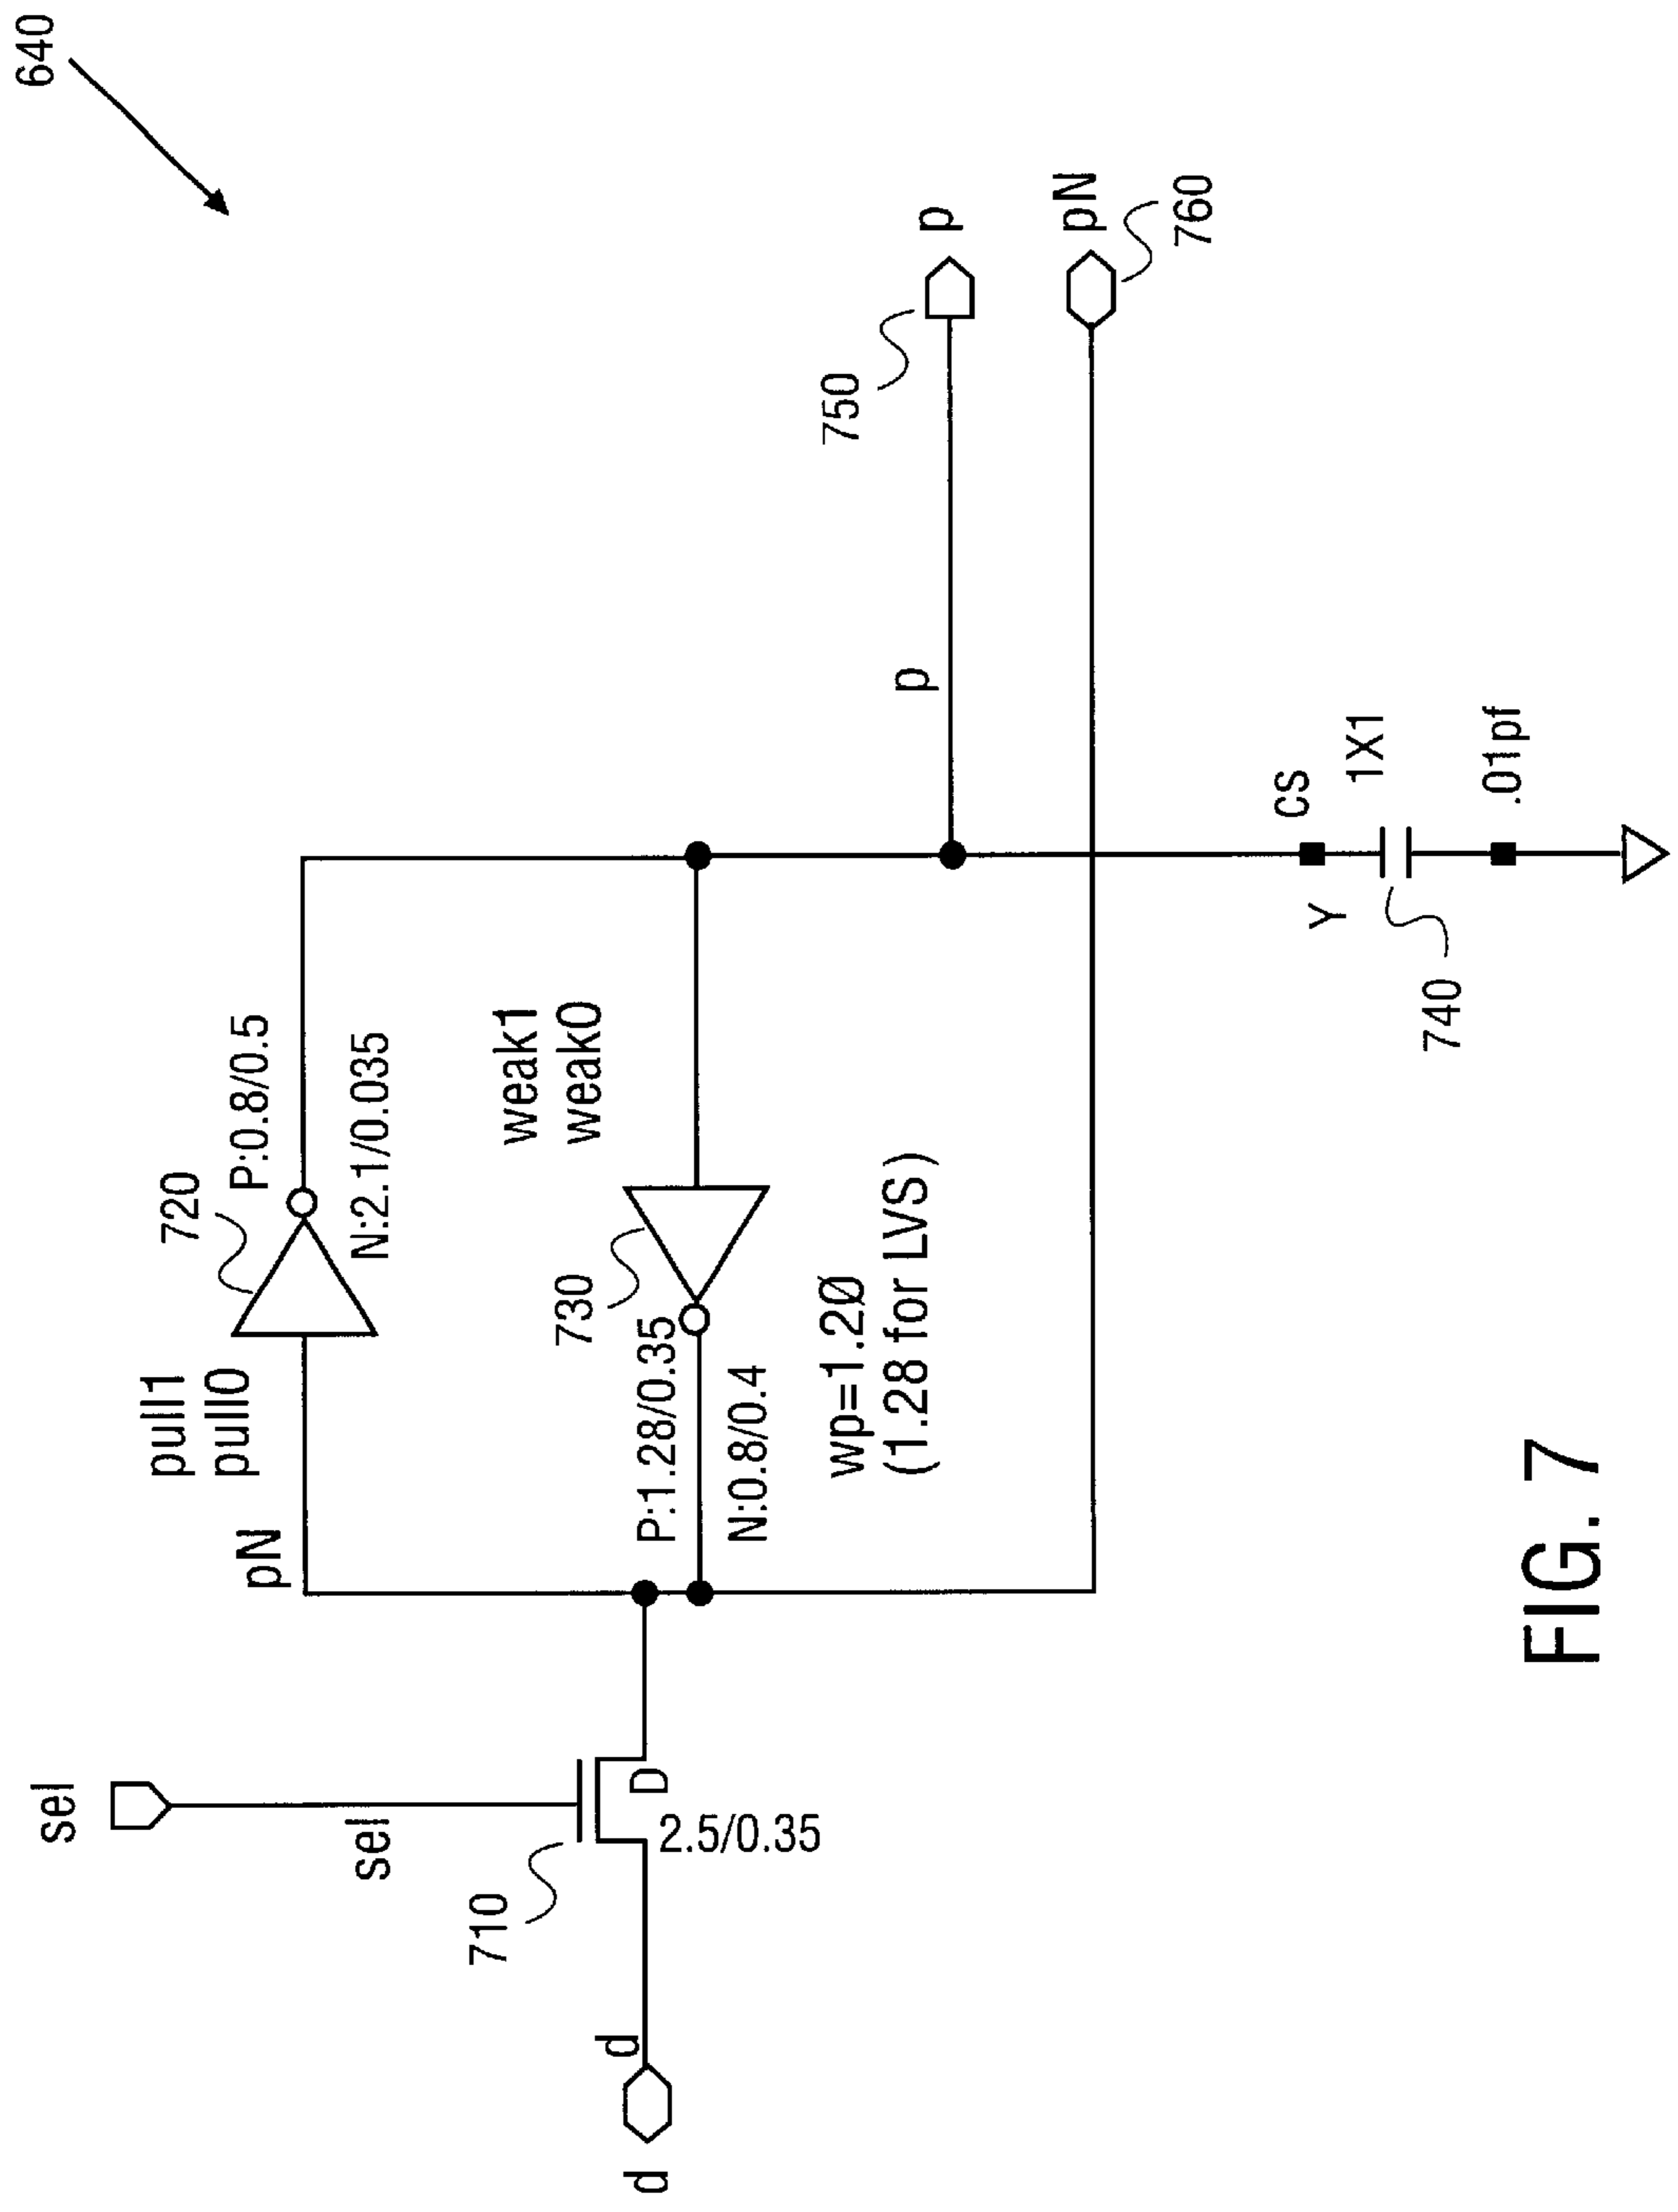 640
sel
sel
710
d
d
D
2.5/0.35
pN
pull1
pull0
720
P:0.8/0.5
N:2.1/0.035
730
P:1.28/0.35
N:0.8/0.4
weak1
weak0
wp=1.2Ø
(1.28 for LVS)
p
750
p
pN
760
cs
Y
1X1
740
.01pf
FIG. 7